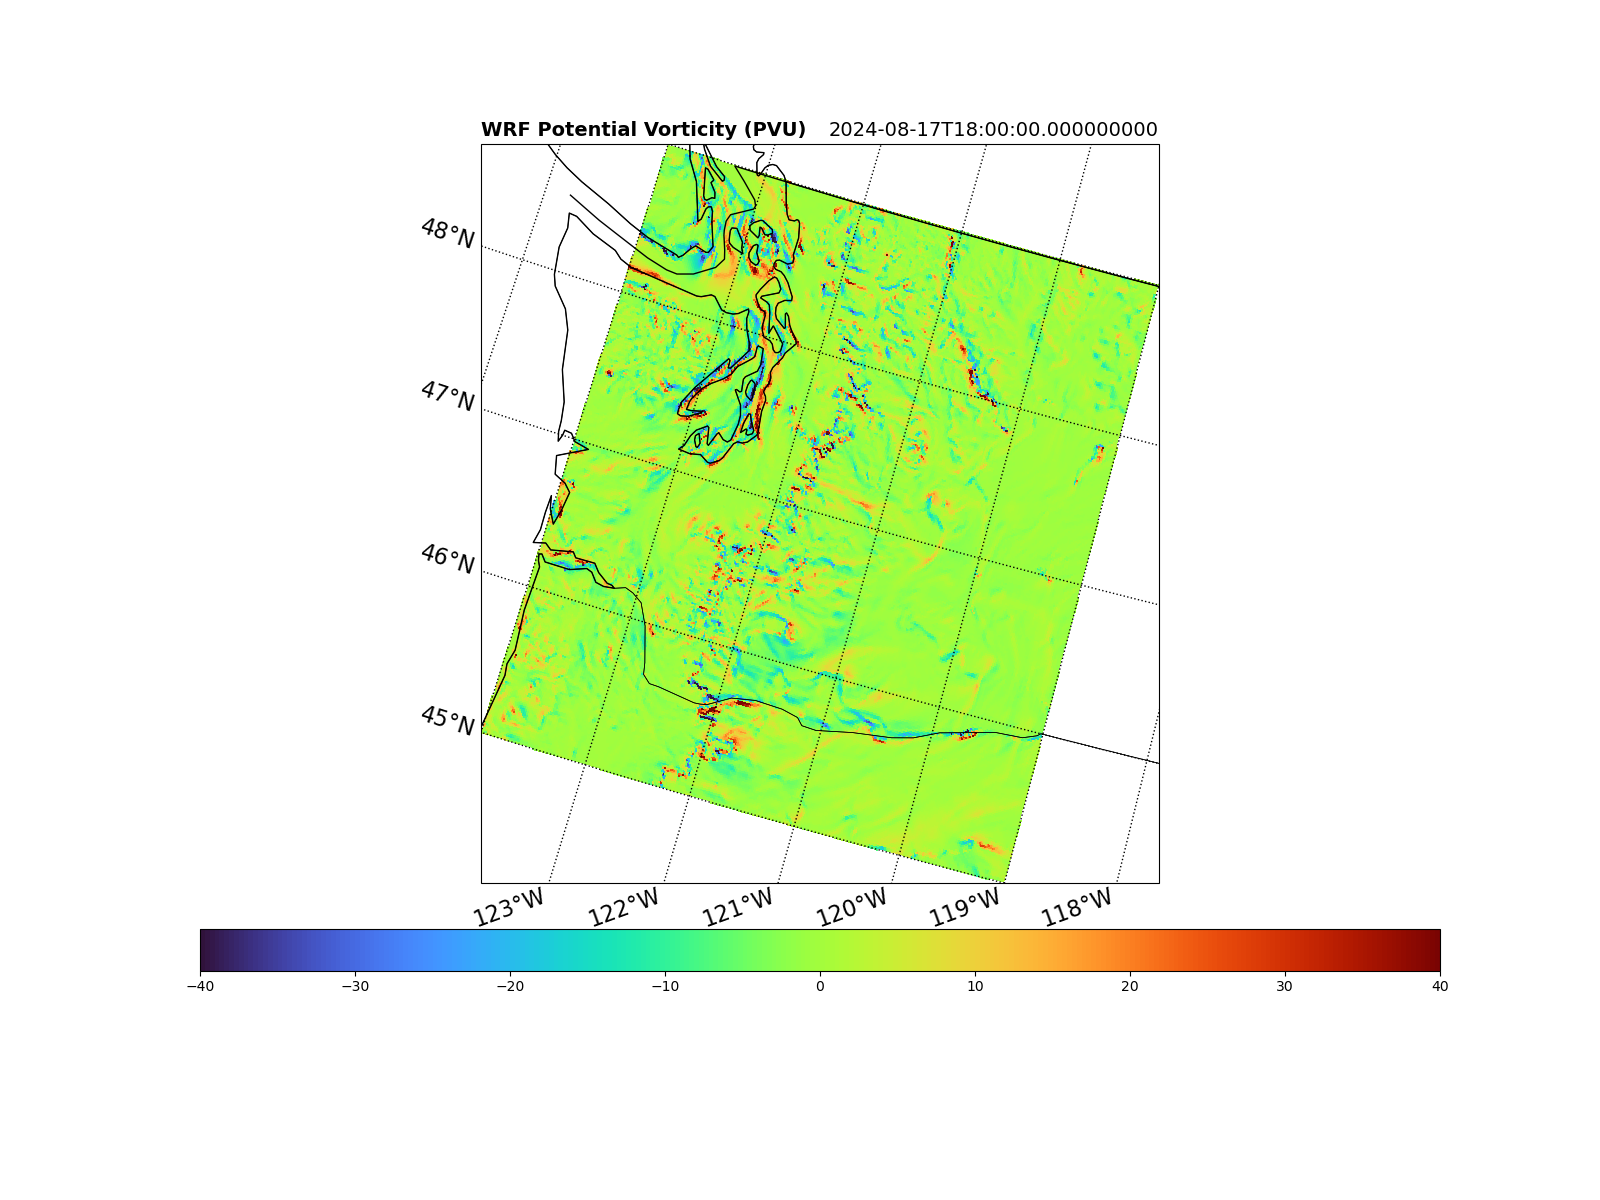 WRF Potential Vorticity (PVU) 2024-08-17T18:00:00.000000000
48°N
47°N
46°N
45°N
123°W 122°W 121°W 120°W 119°W 118°W
−40 −30 −20 −10 0 10 20 30 40